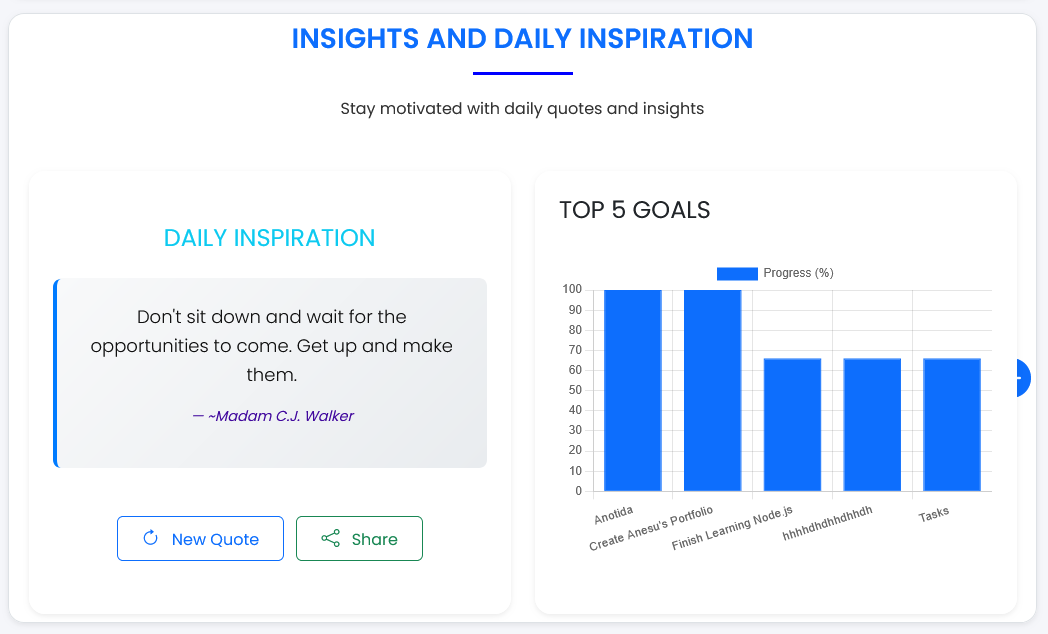 INSIGHTS AND DAILY INSPIRATION
Stay motivated with daily quotes and insights
DAILY INSPIRATION
Don't sit down and wait for the
opportunities to come. Get up and make
them.
— ~Madam C.J. Walker
New Quote
Share
TOP 5 GOALS
Progress (%)
100
90
80
70
60
50
40
30
20
10
0
Anotida
Create Anesu's Portfolio
Finish Learning Node.js
hhhhdhdhhdhhdh
Tasks